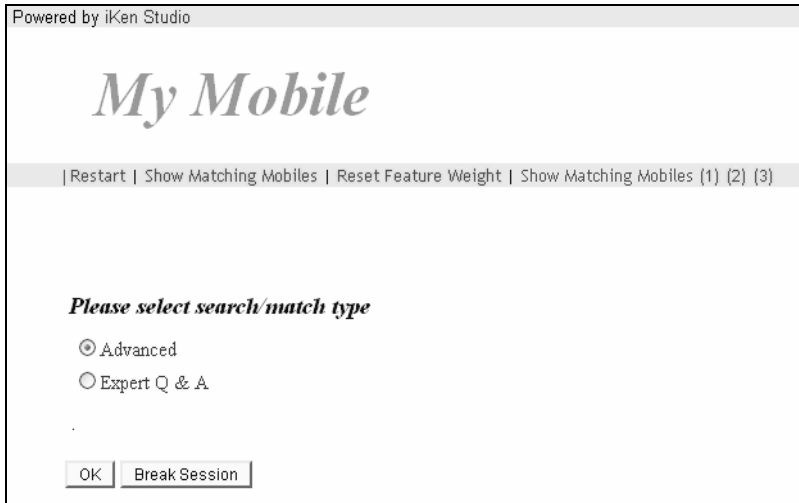 Powered by iKen Studio
My Mobile
| Restart | Show Matching Mobiles | Reset Feature Weight | Show Matching Mobiles (1) (2) (3)
Please select search/match type
Advanced
Expert Q & A
.
OK Break Session